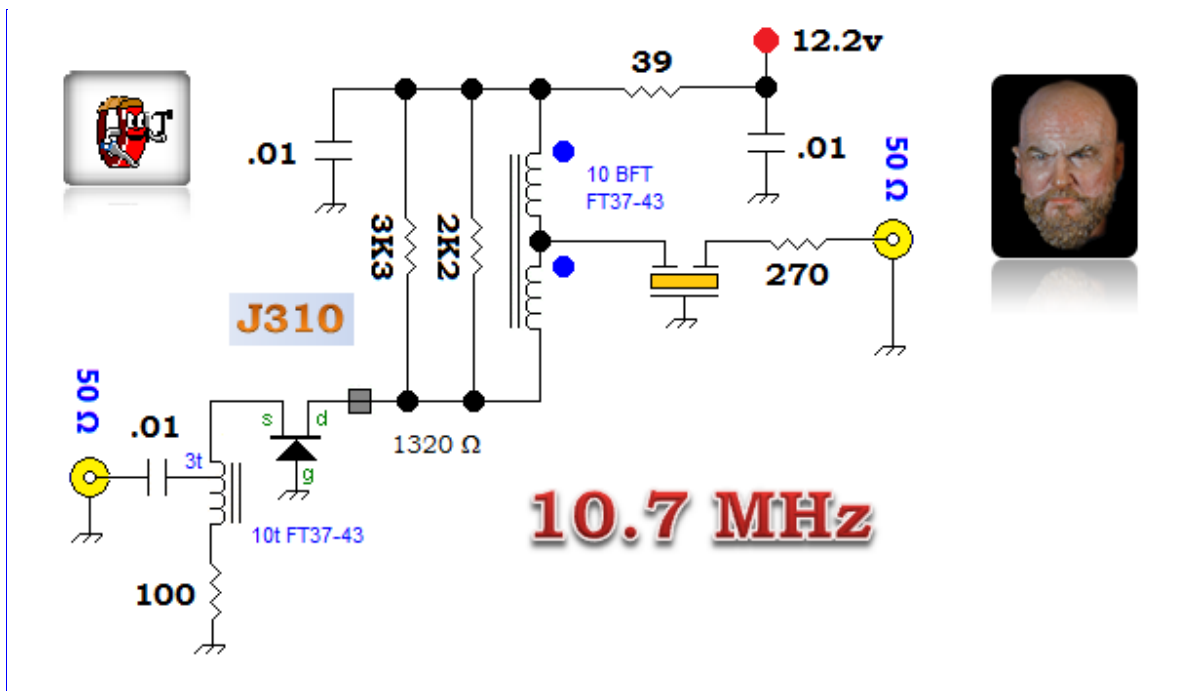 12.2v
39
.01
.01
50 Ω
10 BFT
FT37-43
3K3
2K2
270
J310
50 Ω
.01
s
d
1320 Ω
3t
g
10.7 MHz
10t FT37-43
100